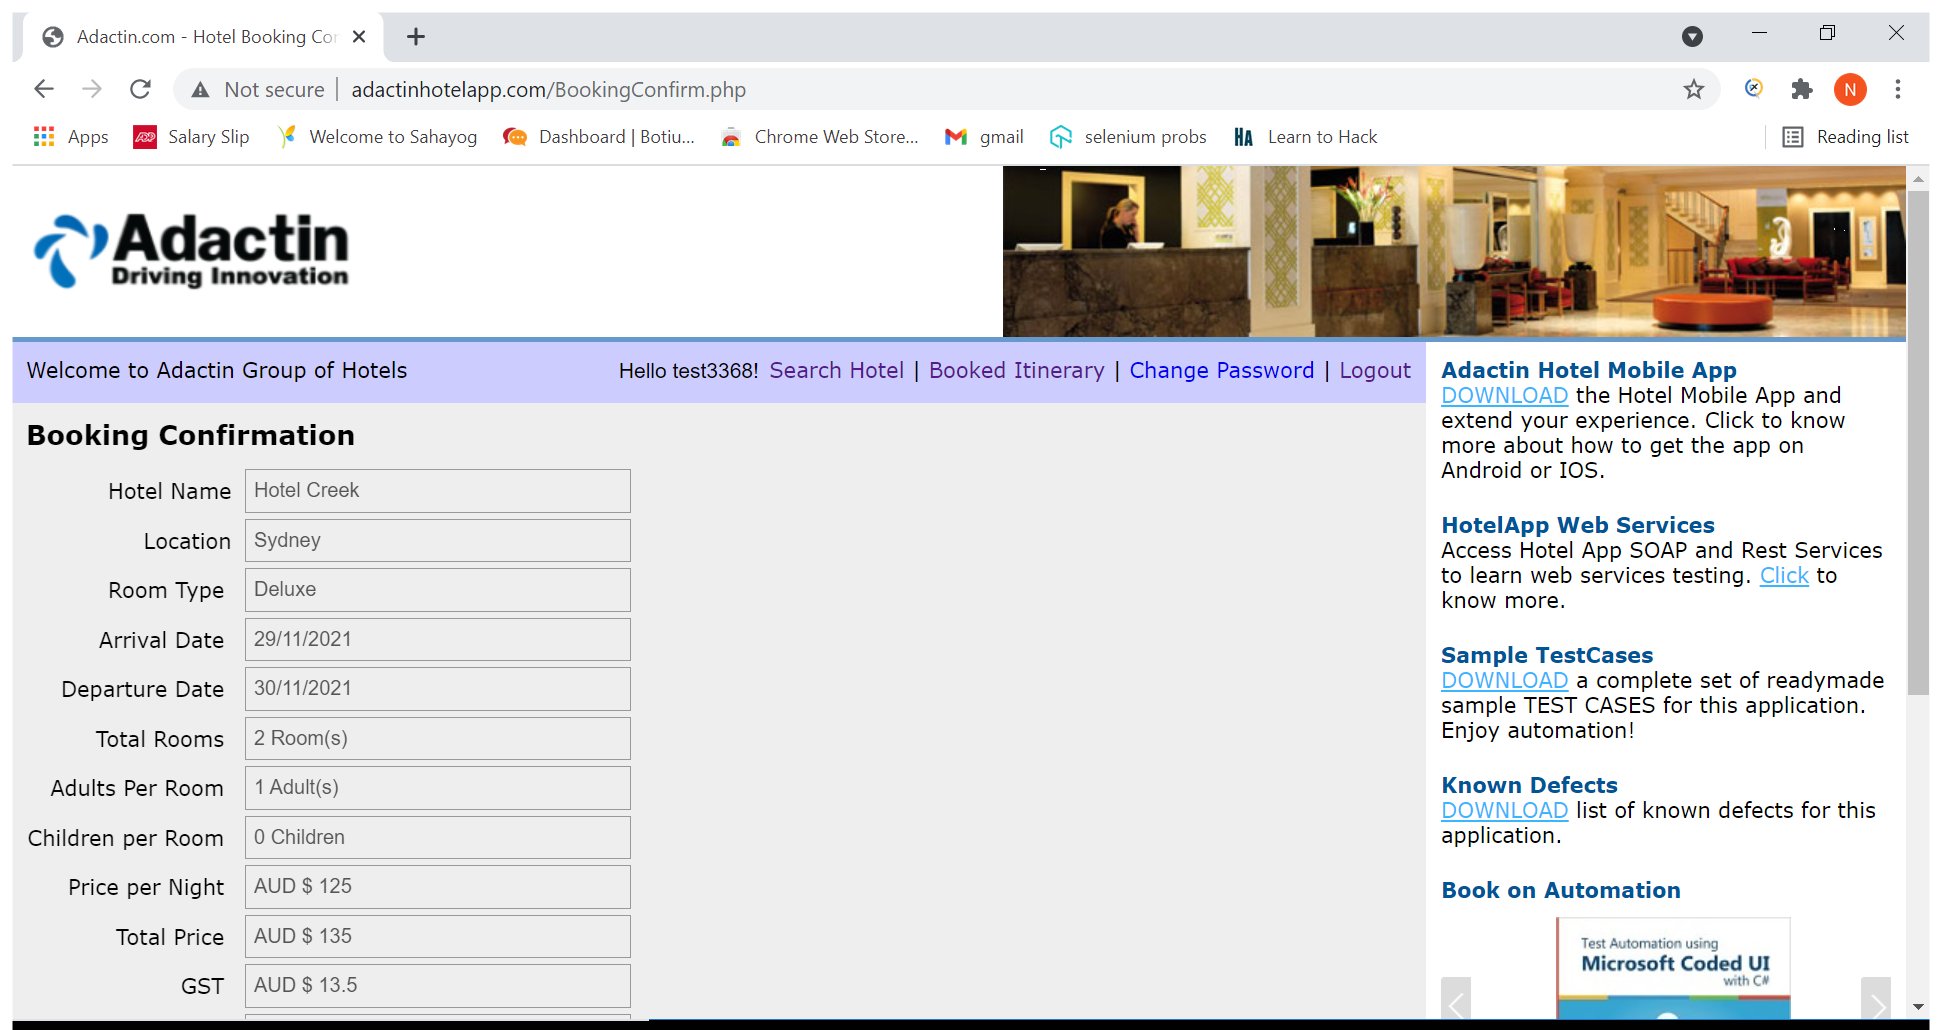 Adactin.com - Hotel Booking Con
Not secure | adactinhotelapp.com/BookingConfirm.php
N
Apps
Salary Slip
Welcome to Sahayog
Dashboard | Botiu...
Chrome Web Store...
gmail
selenium probs
HA Learn to Hack
Reading list
Adactin
Driving Innovation
Welcome to Adactin Group of Hotels
Hello test3368! Search Hotel | Booked Itinerary | Change Password | Logout
Booking Confirmation
Hotel Name Hotel Creek
Location Sydney
Room Type Deluxe
Arrival Date 29/11/2021
Departure Date 30/11/2021
Total Rooms 2 Room(s)
Adults Per Room 1 Adult(s)
Children per Room 0 Children
Price per Night AUD $ 125
Total Price AUD $ 135
GST AUD $ 13.5
Adactin Hotel Mobile App
DOWNLOAD the Hotel Mobile App and
extend your experience. Click to know
more about how to get the app on
Android or IOS.
HotelApp Web Services
Access Hotel App SOAP and Rest Services
to learn web services testing. Click to
know more.
Sample TestCases
DOWNLOAD a complete set of readymade
sample TEST CASES for this application.
Enjoy automation!
Known Defects
DOWNLOAD list of known defects for this
application.
Book on Automation
Test Automation using
Microsoft Coded UI
with C#